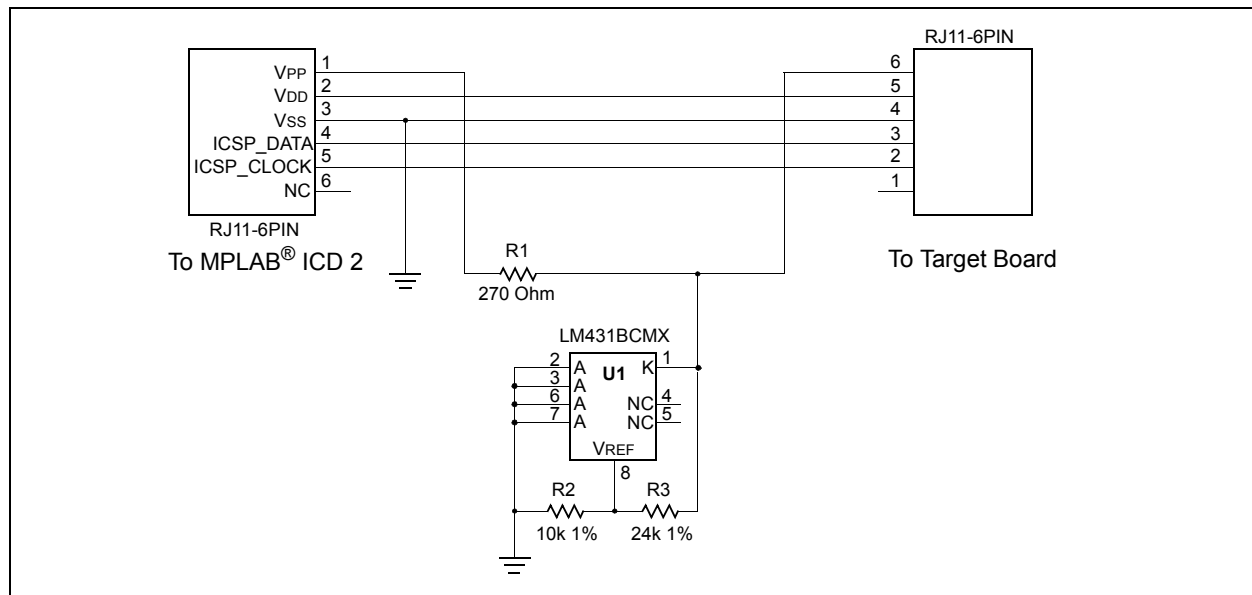 RJ11-6PIN
VPP 1
VDD 2
VSS 3
ICSP_DATA 4
ICSP_CLOCK 5
NC 6
RJ11-6PIN
To MPLAB® ICD 2
6
5
4
3
2
1
To Target Board
R1
270 Ohm
LM431BCMX
U1
2 A
3 A
6 A
7 A
K 1
NC 4
NC 5
VREF
8
R2
10k 1%
R3
24k 1%